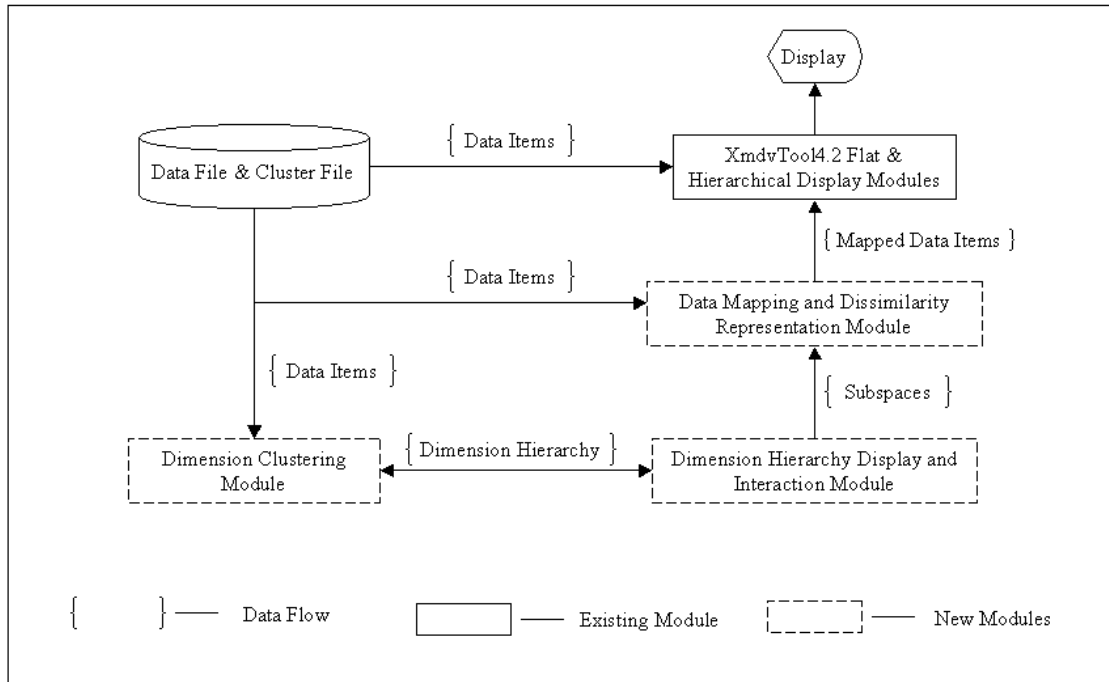 Display
{ Data Items }
Data File & Cluster File
XmdvTool4.2 Flat &
Hierarchical Display Modules
{ Mapped Data Items }
{ Data Items }
Data Mapping and Dissimilarity
Representation Module
{ Data Items }
{ Subspaces }
Dimension Clustering
Module
{ Dimension Hierarchy }
Dimension Hierarchy Display and
Interaction Module
{ } Data Flow
Existing Module
New Modules